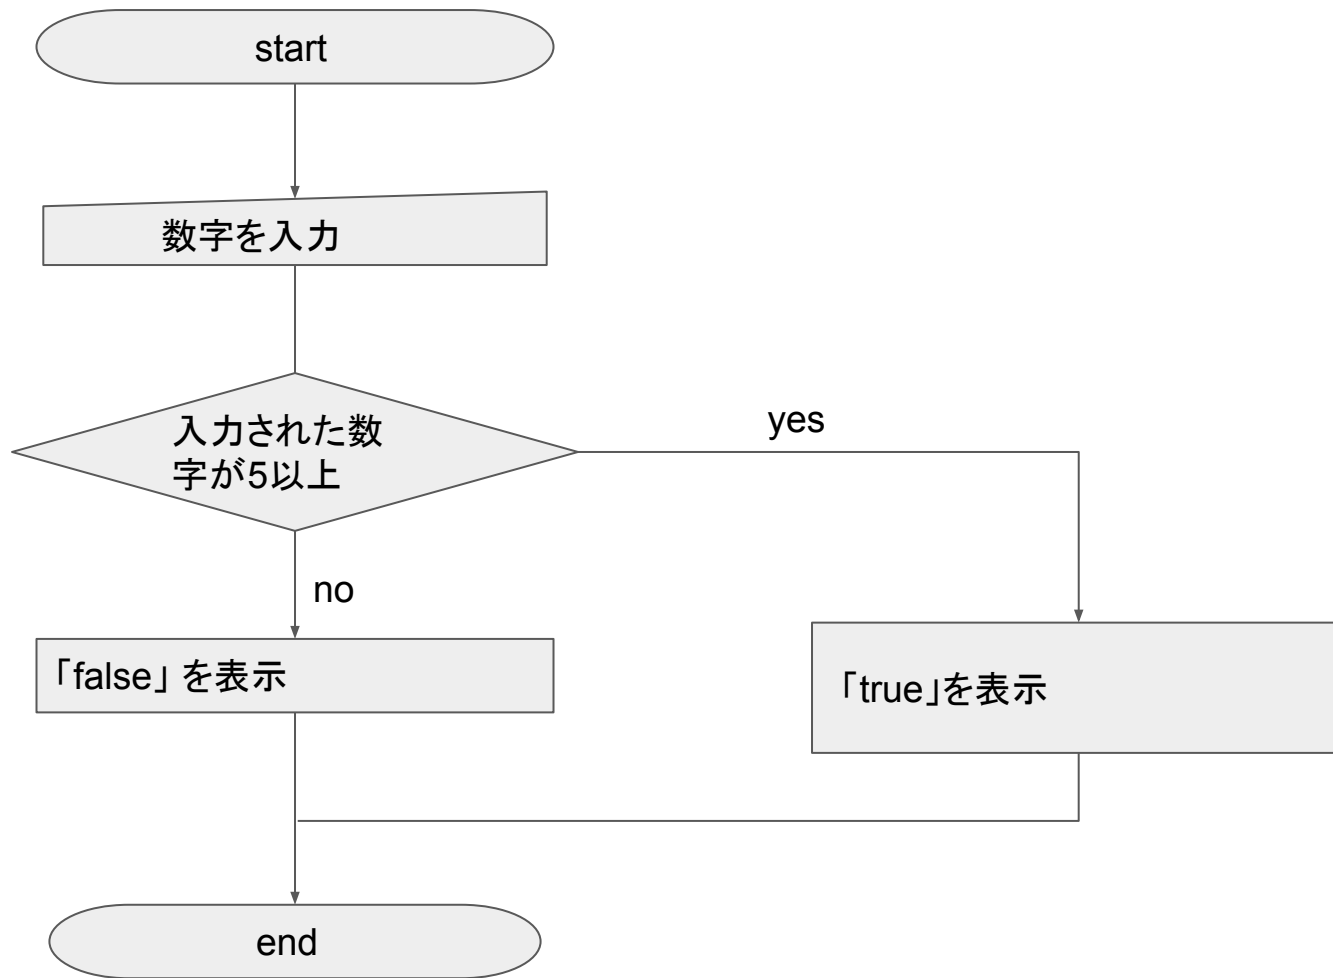 start
数字を入力
入力された数
字が5以上
yes
no
「false」 を表示
「true」を表示
end